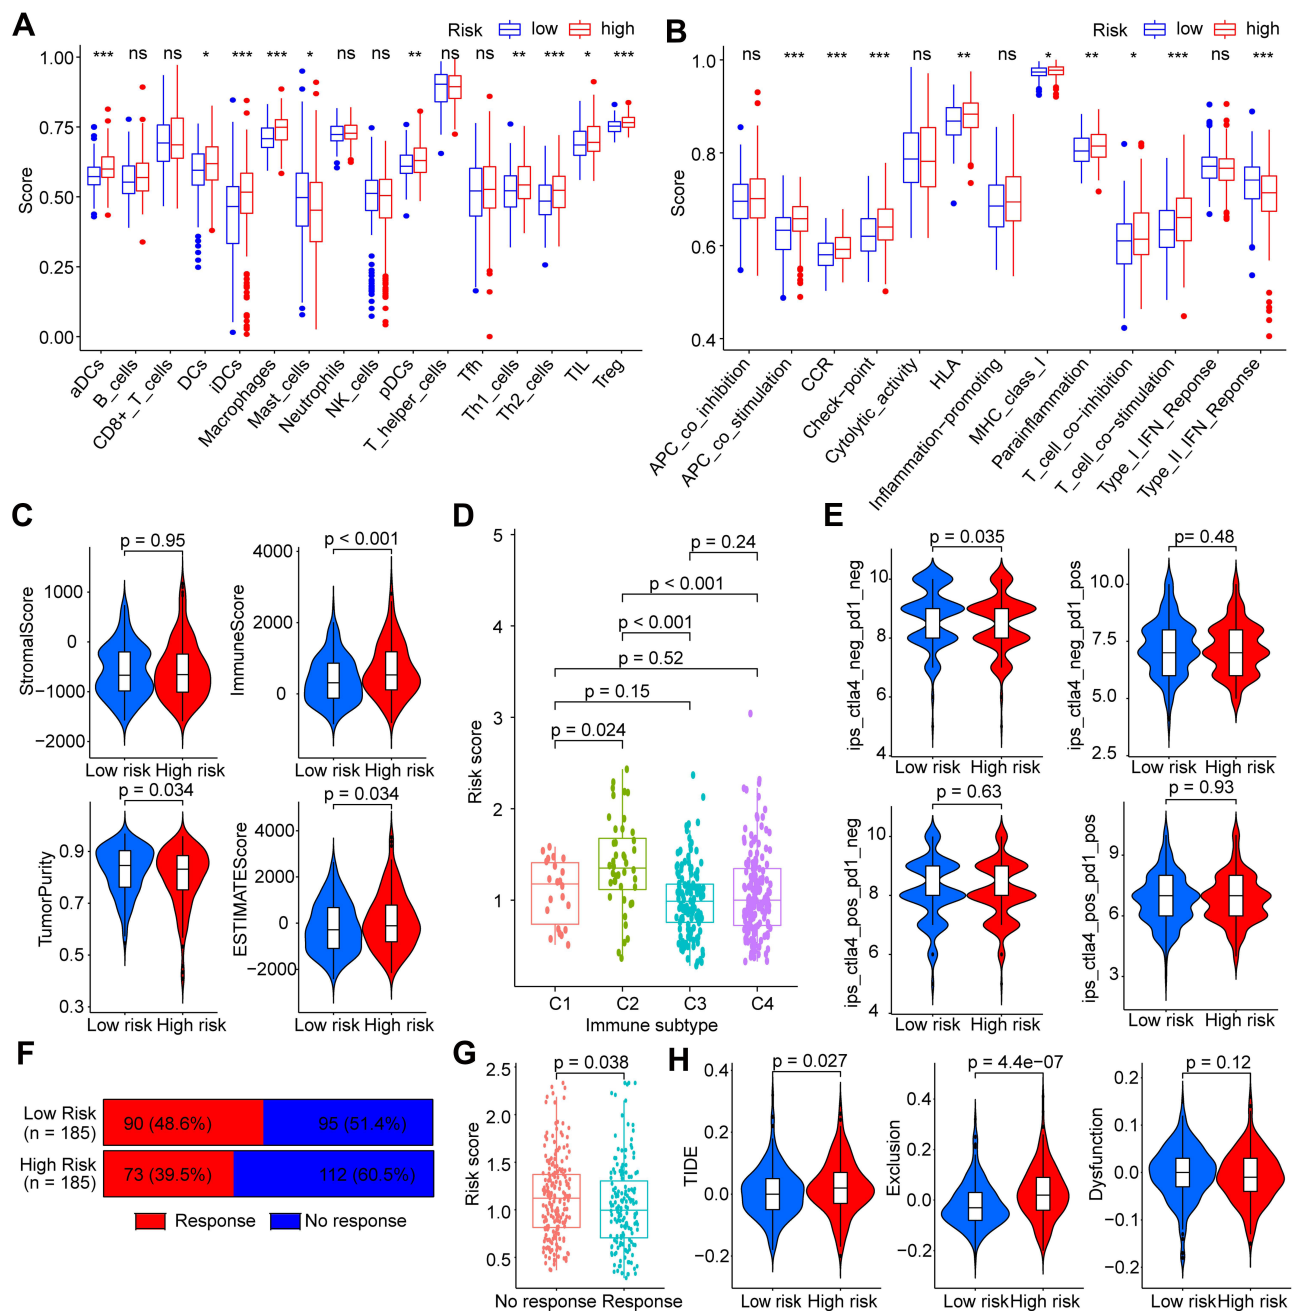 A
Risk low high
*** ns ns * *** *** * ns ns ** ns ns ** *** * ***
1.00
0.75
0.50
0.25
0.00
Score
aDCs
B_cells
CD8+_T_cells
DCs
iDCs
Macrophages
Mast_cells
Neutrophils
NK_cells
pDCs
T_helper_cells
Tfh
Th1_cells
Th2_cells
TIL
Treg
B
Risk low high
ns *** *** *** ns ** ns * ** * *** ns ***
1.0
0.8
0.6
0.4
Score
APC_co_inhibition
APC_co_stimulation
CCR
Check−point
Cytolytic_activity
HLA
Inflammation−promoting
MHC_class_I
Parainflammation
T_cell_co−inhibition
T_cell_co−stimulation
Type_I_IFN_Reponse
Type_II_IFN_Reponse
C
p = 0.95
StromalScore
1000
0
−1000
−2000
Low risk High risk
p < 0.001
ImmuneScore
4000
2000
0
Low risk High risk
p = 0.034
TumorPurity
0.9
0.7
0.5
0.3
Low risk High risk
p = 0.034
ESTIMATEScore
4000
2000
0
−2000
Low risk High risk
D
Risk score
5
4
3
2
1
p = 0.24
p < 0.001
p < 0.001
p = 0.52
p = 0.15
p = 0.024
C1 C2 C3 C4
Immune subtype
E
p = 0.035
ips_ctla4_neg_pd1_neg
10
8
6
4
Low risk High risk
p= 0.48
ips_ctla4_neg_pd1_pos
10.0
7.5
5.0
2.5
Low risk High risk
p = 0.63
ips_ctla4_pos_pd1_neg
10
8
6
4
Low risk High risk
p = 0.93
ips_ctla4_pos_pd1_pos
9
6
3
Low risk High risk
F
Low Risk
(n = 185)
90 (48.6%) 95 (51.4%)
High Risk
(n = 185)
73 (39.5%) 112 (60.5%)
Response No response
G
p = 0.038
Risk score
2.5
2.0
1.5
1.0
0.5
No response Response
H
p = 0.027
TIDE
0.4
0.2
0.0
−0.2
Low risk High risk
p = 4.4e−07
Exclusion
0.4
0.2
0.0
−0.2
Low risk High risk
p = 0.12
Dysfunction
0.2
0.1
0.0
−0.1
−0.2
Low risk High risk